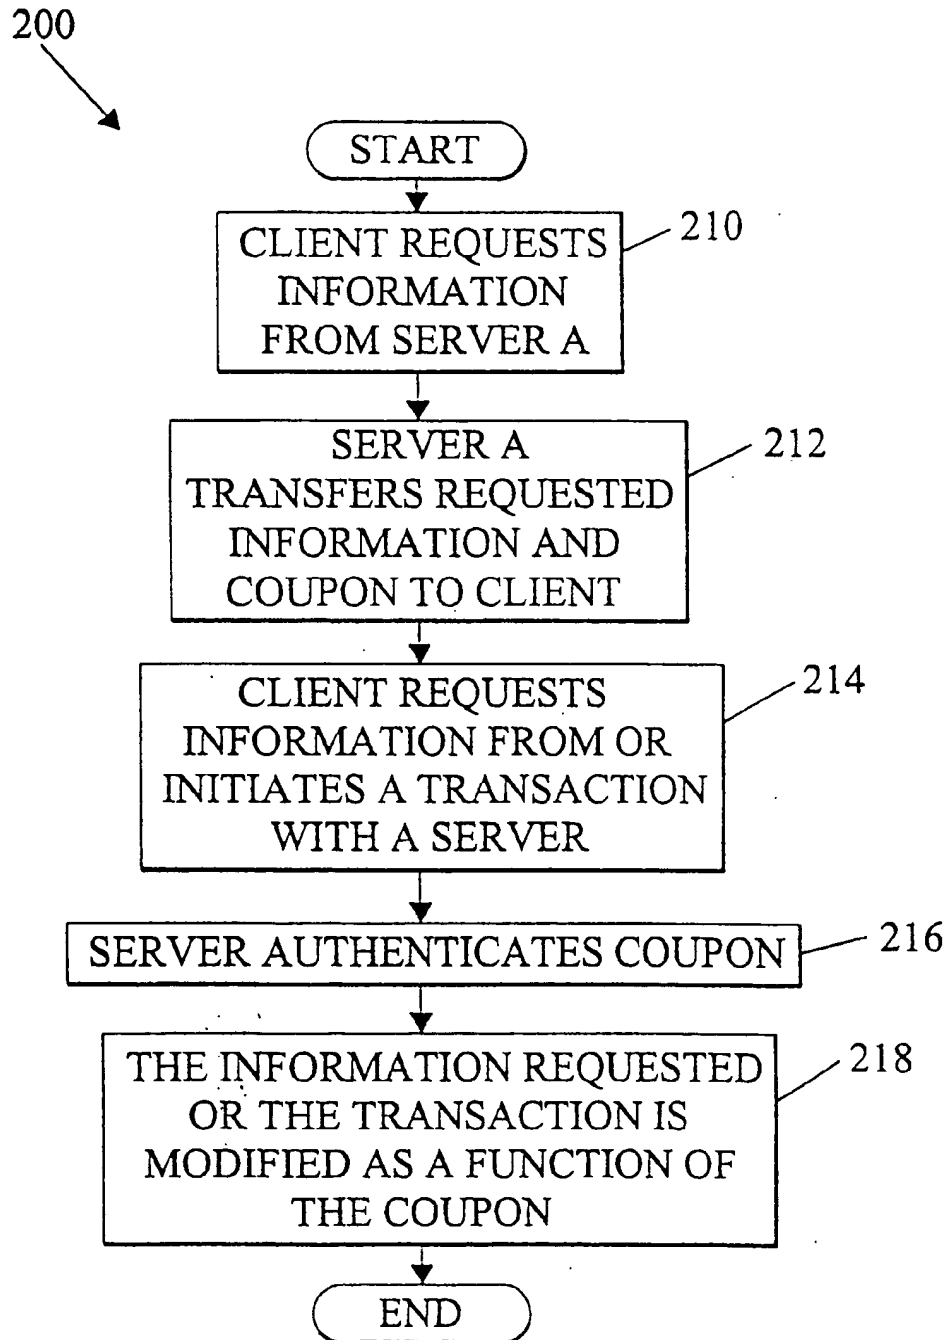 200
START
CLIENT REQUESTS
INFORMATION
FROM SERVER A
210
SERVER A
TRANSFERS REQUESTED
INFORMATION AND
COUPON TO CLIENT
212
CLIENT REQUESTS
INFORMATION FROM OR
INITIATES A TRANSACTION
WITH A SERVER
214
SERVER AUTHENTICATES COUPON
216
THE INFORMATION REQUESTED
OR THE TRANSACTION IS
MODIFIED AS A FUNCTION OF
THE COUPON
218
END